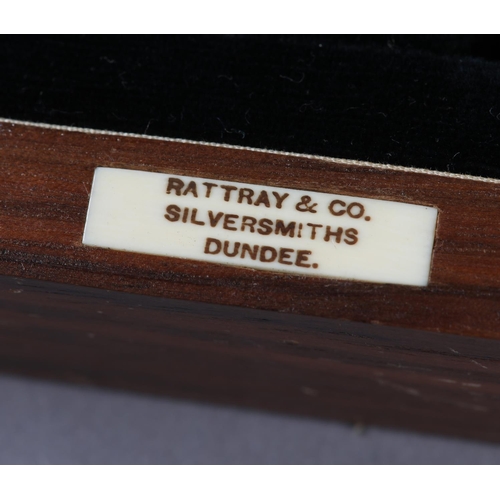 RATTRAY & CO.
SILVERSMITHS
DUNDEE.